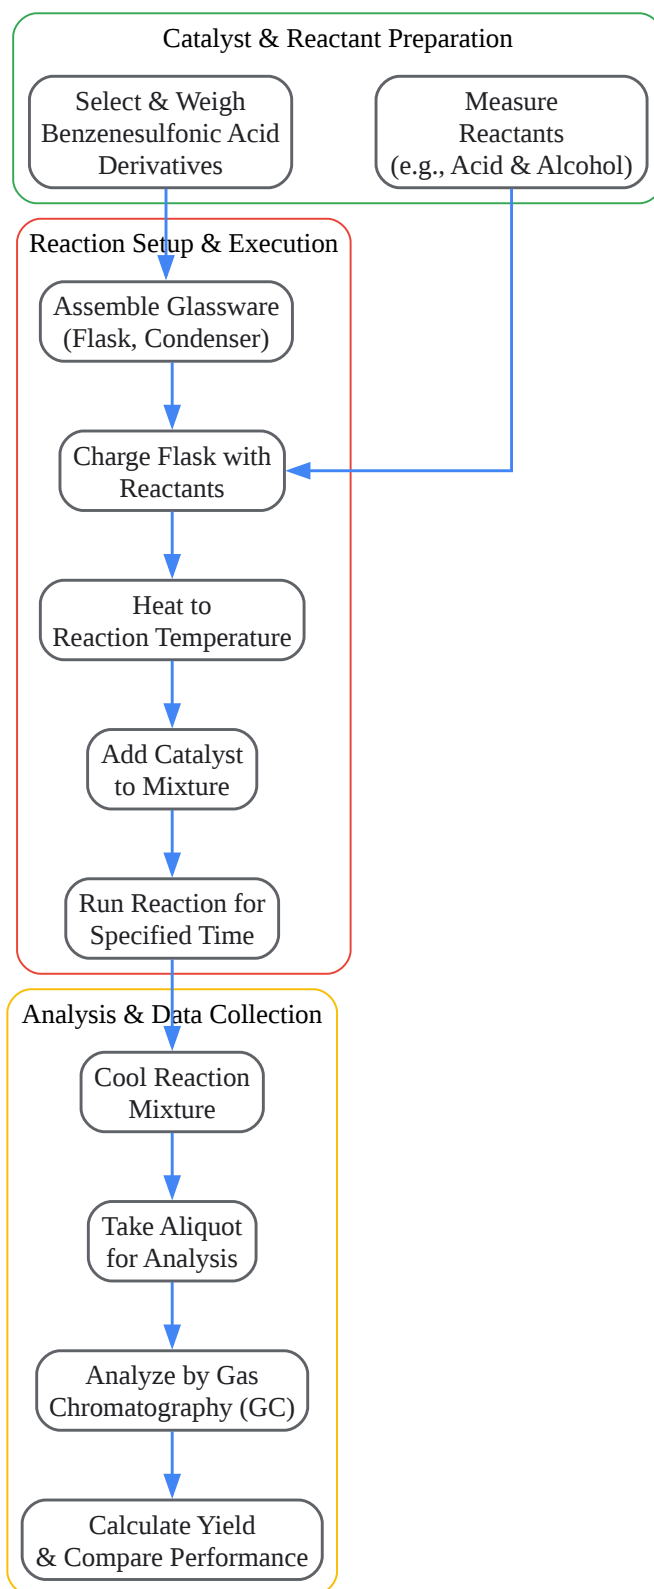 Catalyst & Reactant Preparation
Select & Weigh
Benzenesulfonic Acid
Derivatives
Measure
Reactants
(e.g., Acid & Alcohol)
Reaction Setup & Execution
Assemble Glassware
(Flask, Condenser)
Charge Flask with
Reactants
Heat to
Reaction Temperature
Add Catalyst
to Mixture
Run Reaction for
Specified Time
Analysis & Data Collection
Cool Reaction
Mixture
Take Aliquot
for Analysis
Analyze by Gas
Chromatography (GC)
Calculate Yield
& Compare Performance